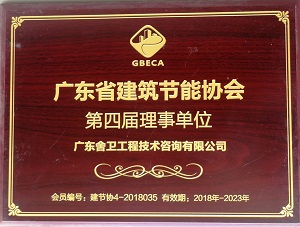 GBECA
广东省建筑节能协会
第四届理事单位
广东舍卫工程技术咨询有限公司
会员编号：建节协4-2018035 有效期：2018年-2023年